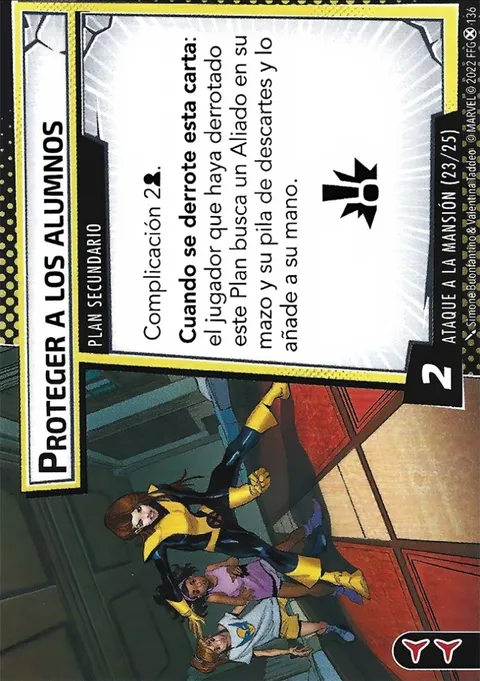 PROTEGER A LOS ALUMNOS
PLAN SECUNDARIO
Complicación 2.
Cuando se derrote esta carta:
el jugador que haya derrotado
este Plan busca un Aliado en su
mazo y su pila de descartes y lo
añade a su mano.
2
ATAQUE A LA MANSIÓN (23/25)
Simone Buonfantino & Valentina Taddeo © MARVEL © 2022 FFG 136